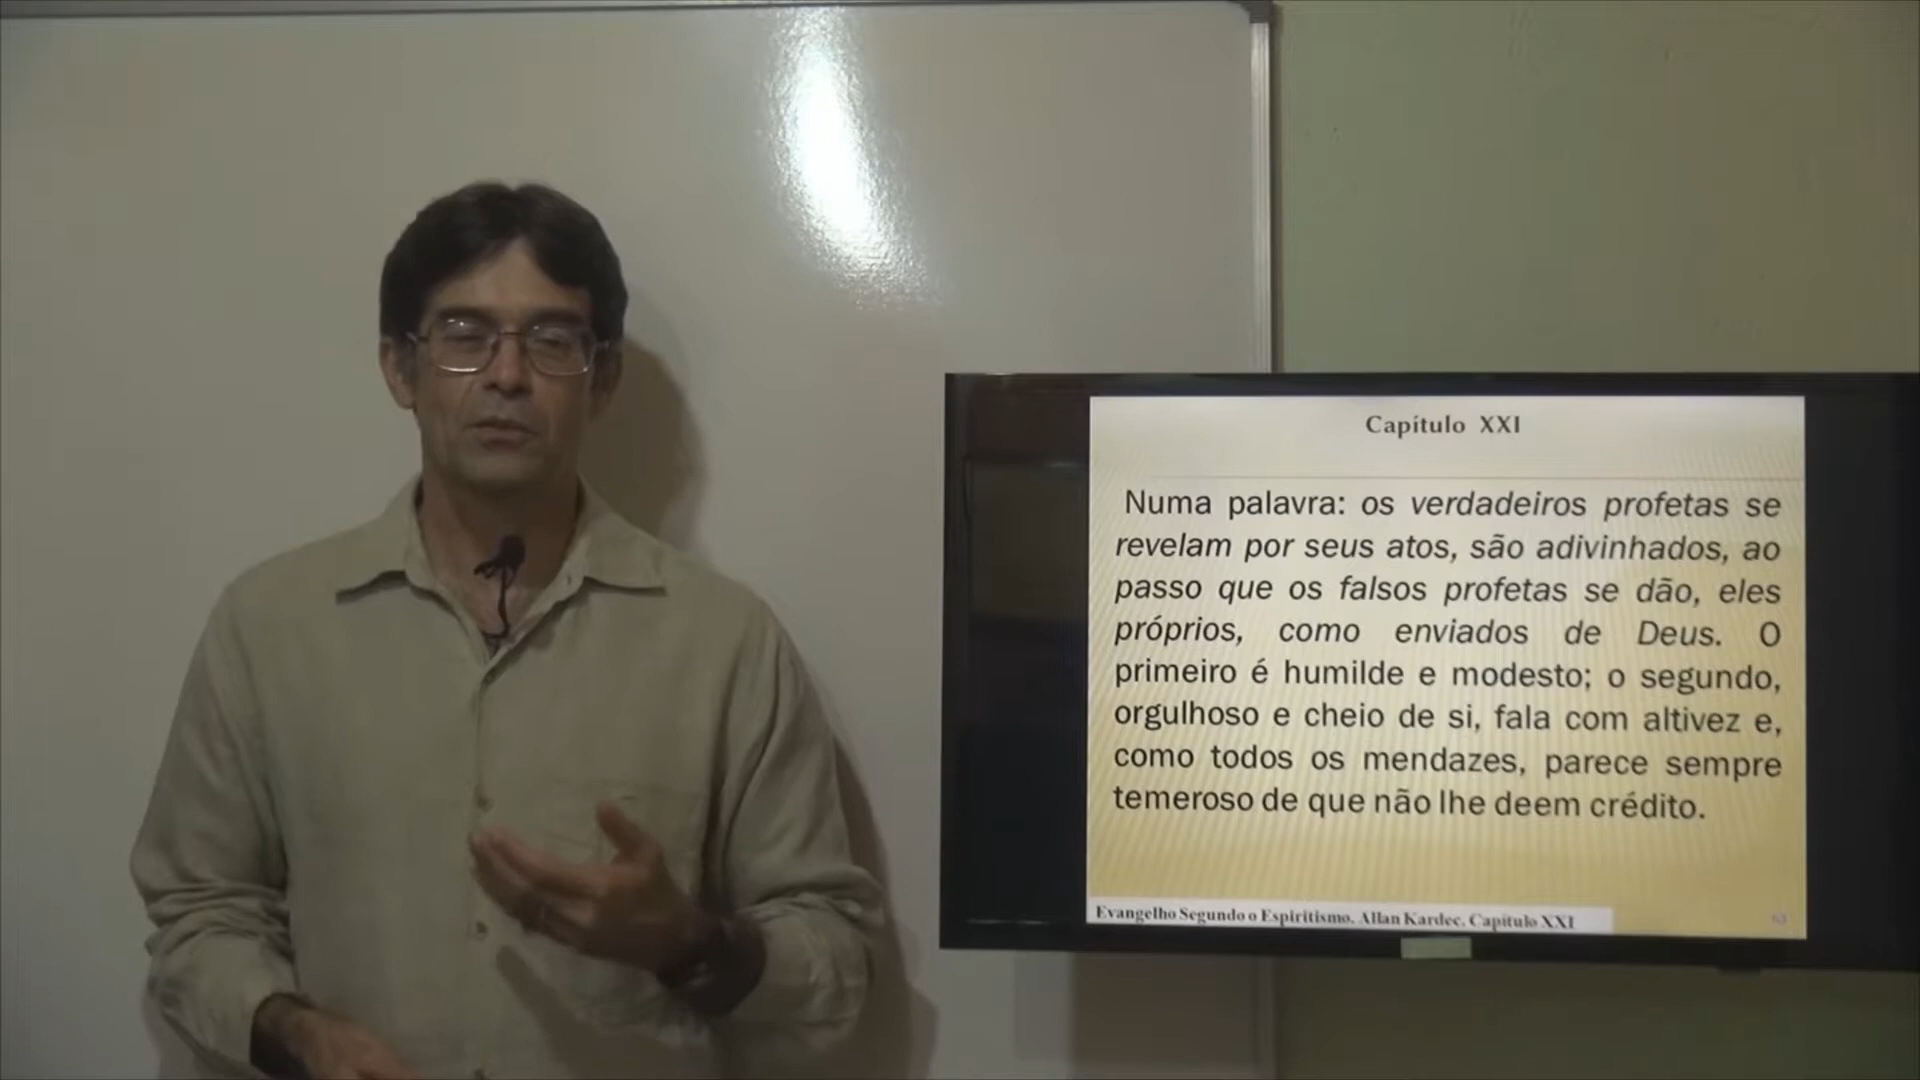 Capítulo XXI
Numa palavra: os verdadeiros profetas se
revelam por seus atos, são adivinhados, ao
passo que os falsos profetas se dão, eles
próprios, como enviados de Deus. O
primeiro é humilde e modesto; o segundo,
orgulhoso e cheio de si, fala com altivez e,
como todos os mendazes, parece sempre
temeroso de que não lhe deem crédito.
Evangelho Segundo o Espiritismo. Allan Kardec. Capítulo XXI